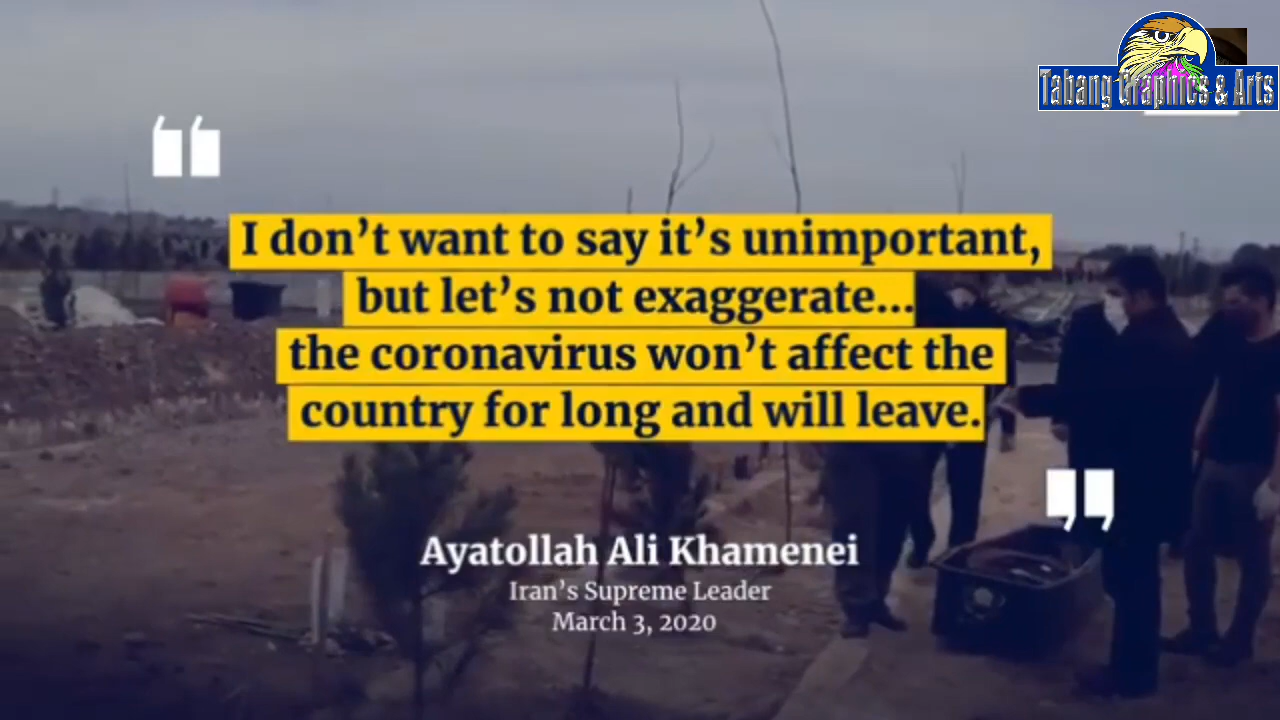 Tabang Graphics & Arts
“
I don’t want to say it’s unimportant,
but let’s not exaggerate...
the coronavirus won’t affect the
country for long and will leave.
”
Ayatollah Ali Khamenei
Iran’s Supreme Leader
March 3, 2020